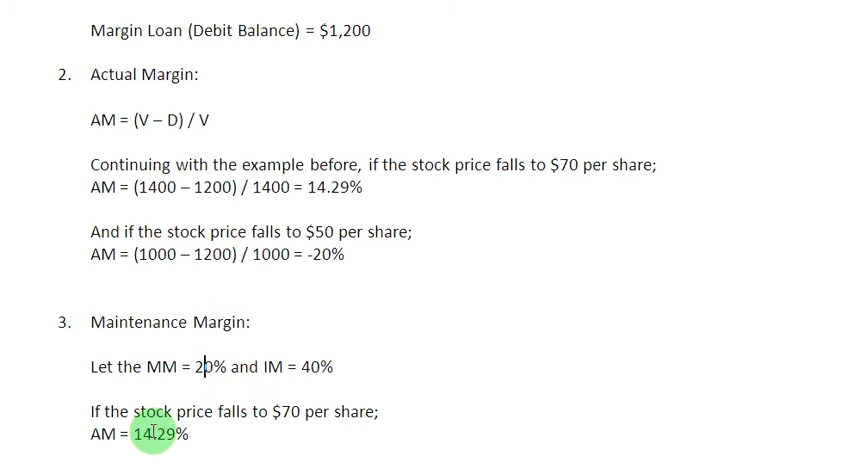 Margin Loan (Debit Balance) = $1,200
2. Actual Margin:
AM = (V – D) / V
Continuing with the example before, if the stock price falls to $70 per share;
AM = (1400 – 1200) / 1400 = 14.29%
And if the stock price falls to $50 per share;
AM = (1000 – 1200) / 1000 = -20%
3. Maintenance Margin:
Let the MM = 20% and IM = 40%
If the stock price falls to $70 per share;
AM = 14.29%